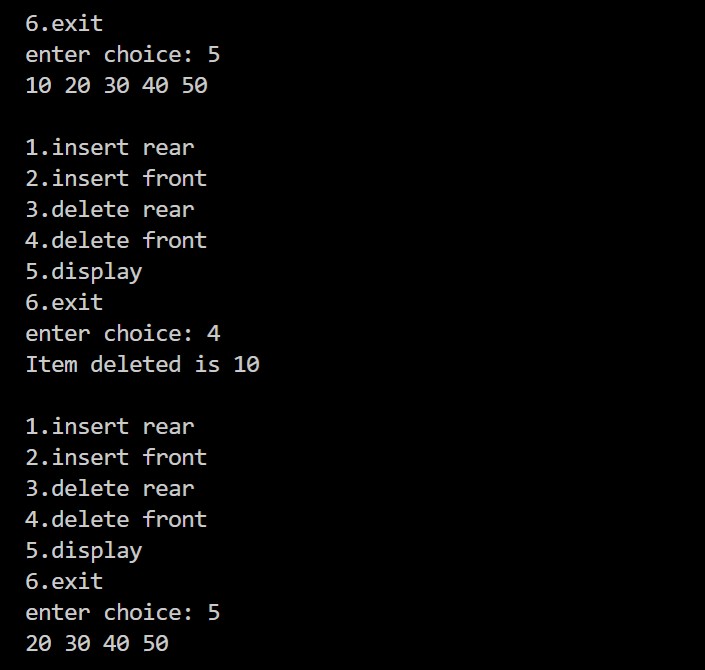 6.exit
enter choice: 5
10 20 30 40 50
1.insert rear
2.insert front
3.delete rear
4.delete front
5.display
6.exit
enter choice: 4
Item deleted is 10
1.insert rear
2.insert front
3.delete rear
4.delete front
5.display
6.exit
enter choice: 5
20 30 40 50